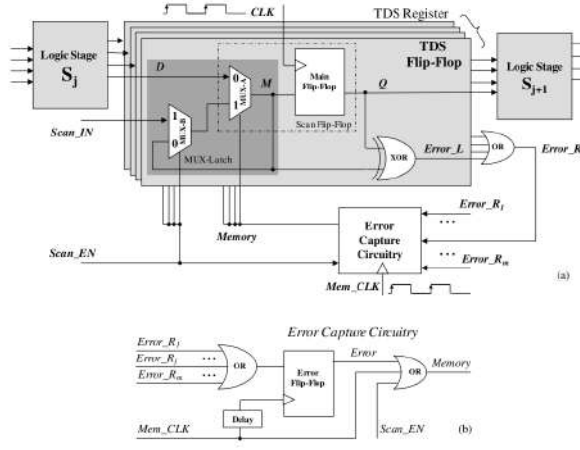 CLK
TDS Register
TDS
Flip-Flop
Logic Stage
S_j
D
0
1
MUX-A
M
Main
Flip-Flop
Q
Logic Stage
S_{j+1}
Scan_IN
1
0
MUX-B
MUX-Latch
Scan Flip-Flop
XOR
Error_L
OR
Error_R
Memory
Error
Capture
Circuitry
Error_R_1
...
...
Error_R_m
Scan_EN
Mem_CLK
(a)
Error Capture Circuitry
Error_R_1
Error_R_j
...
Error_R_m
...
OR
Error
Flip-Flop
Error
OR
Memory
Delay
Mem_CLK
Scan_EN
(b)